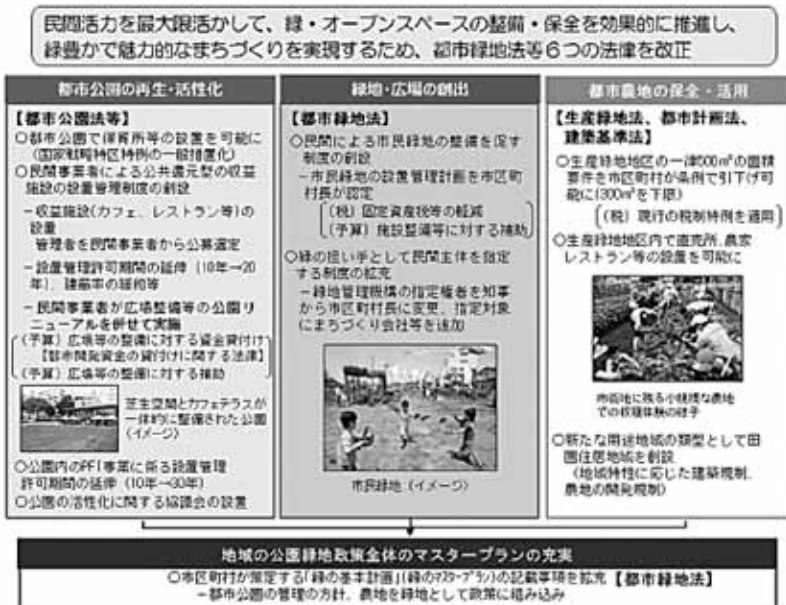 民間活力を最大限活かして、緑・オープンスペースの整備・保全を効果的に推進し、
緑豊かで魅力的なまちづくりを実現するため、都市緑地法等6つの法律を改正
都市公園の再生・活性化
【都市公園法等】
○都市公園で保育所等の設置を可能に
(国家戦略特区特例の一般措置化)
○民間事業者による公共還元型の収益
施設の設置管理制度の創設
－収益施設(カフェ、レストラン等)の
設置
管理者を民間事業者から公募選定
－設置管理許可期間の延伸(10年→20
年)、建蔽率の緩和等
－民間事業者が広場整備等の公園リ
ニューアルを併せて実施
(予算)広場等の整備に対する資金貸付け
【都市開発資金の貸付けに関する法律】
(予算)広場等の整備に対する補助
芝生空間とカフェテラスが
一体的に整備された公園
(イメージ)
○公園内のPFI事業に係る設置管理
許可期間の延伸(10年→30年)
○公園の活性化に関する協議会の設置
緑地・広場の創出
【都市緑地法】
○民間による市民緑地の整備を促す
制度の創設
－市民緑地の設置管理計画を市区町
村長が認定
(税)固定資産税等の軽減
(予算)施設整備等に対する補助
○緑の担い手として民間主体を指定
する制度の拡充
－緑地管理機構の指定権者を知事
から市区町村長に変更、指定対象
にまちづくり会社等を追加
市民緑地(イメージ)
都市農地の保全・活用
【生産緑地法、都市計画法、
建築基準法】
○生産緑地地区の一律500㎡の面積
要件を市区町村が条例で引下げ可
能に(300㎡を下限)
(税)現行の税制特例を適用
○生産緑地地区内で直売所、農家
レストラン等の設置を可能に
市街地に残る小規模な農地
での収穫体験の様子
○新たな用途地域の類型として田
園住居地域を創設
(地域特性に応じた建築規制、
農地の開発規制)
地域の公園緑地政策全体のマスタープランの充実
○市区町村が策定する「緑の基本計画」(緑のマスタープラン)の記載事項を拡充【都市緑地法】
－都市公園の管理の方針、農地を緑地として政策に組み込み